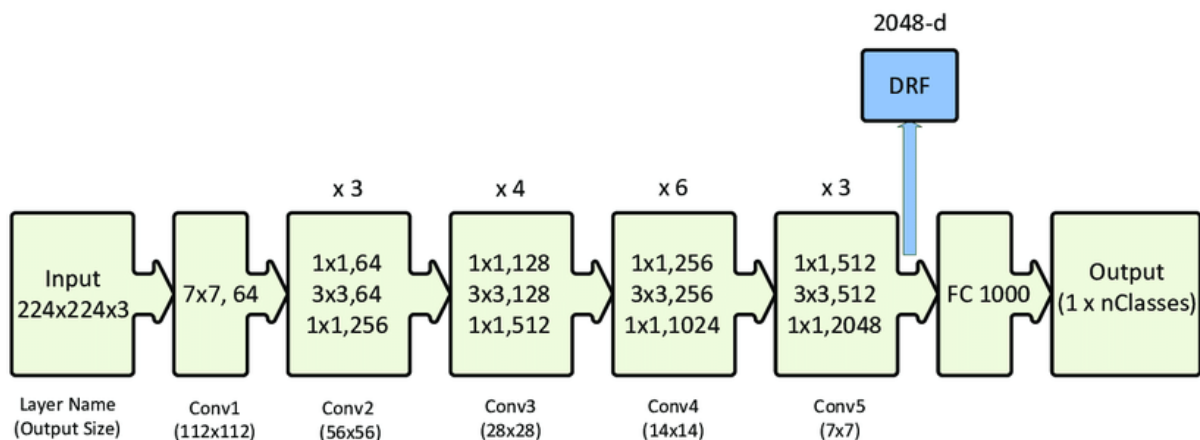 2048-d
DRF
x 3
x 4
x 6
x 3
Input
224x224x3
7x7, 64
1x1,64
3x3,64
1x1,256
1x1,128
3x3,128
1x1,512
1x1,256
3x3,256
1x1,1024
1x1,512
3x3,512
1x1,2048
FC 1000
Output
(1 x nClasses)
Layer Name
(Output Size)
Conv1
(112x112)
Conv2
(56x56)
Conv3
(28x28)
Conv4
(14x14)
Conv5
(7x7)